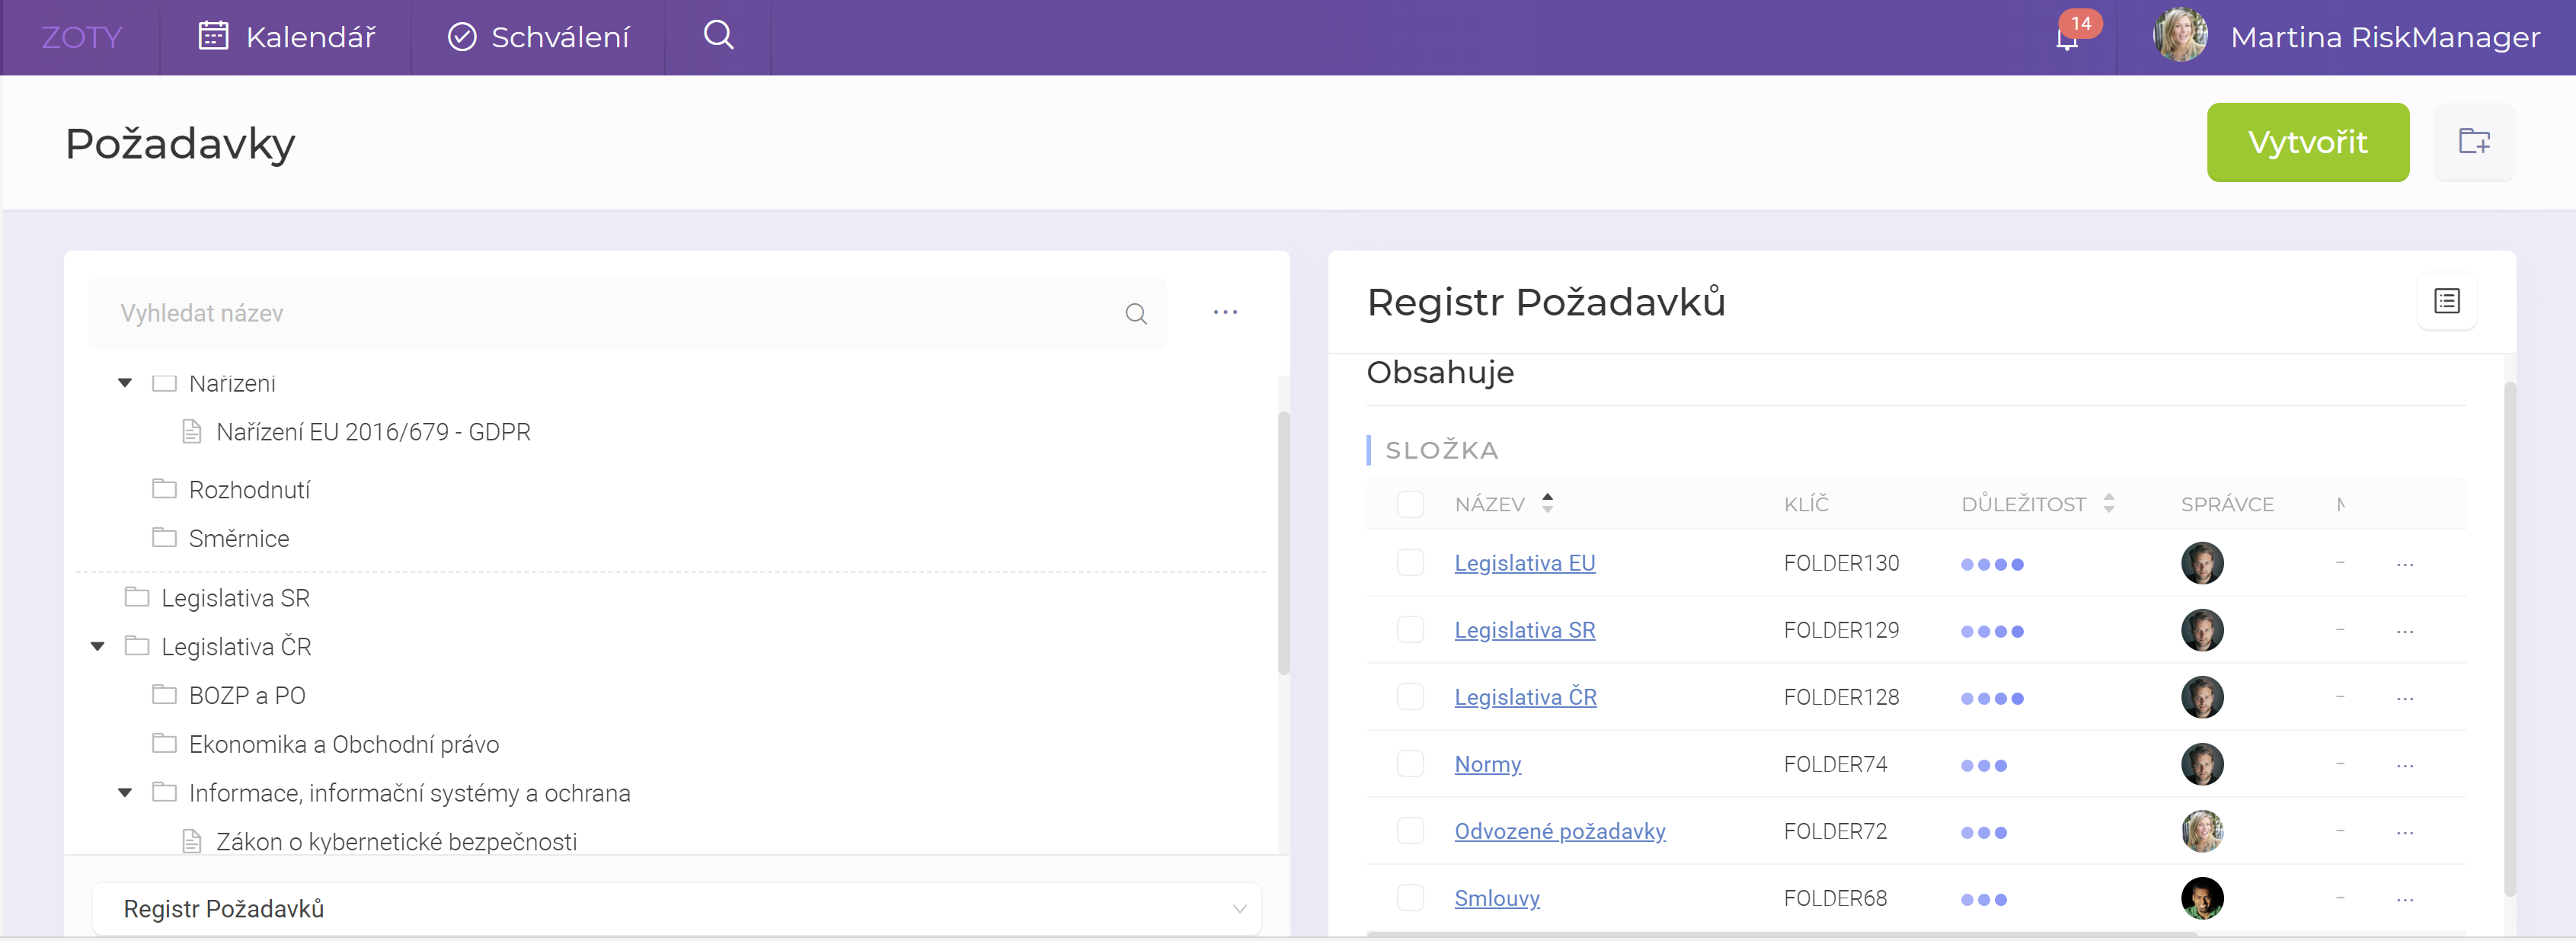 ZOTY Kalendář Schválení 14 Martina RiskManager
Požadavky Vytvořit
Vyhledat název
Nařízení
Nařízení EU 2016/679 - GDPR
Rozhodnutí
Směrnice
Legislativa SR
Legislativa ČR
BOZP a PO
Ekonomika a Obchodní právo
Informace, informační systémy a ochrana
Zákon o kybernetické bezpečnosti
Registr Požadavků
Registr Požadavků
Obsahuje
SLOŽKA
NÁZEV KLÍČ DŮLEŽITOST SPRÁVCE
Legislativa EU FOLDER130 –
Legislativa SR FOLDER129 –
Legislativa ČR FOLDER128 –
Normy FOLDER74 –
Odvozené požadavky FOLDER72 –
Smlouvy FOLDER68 –